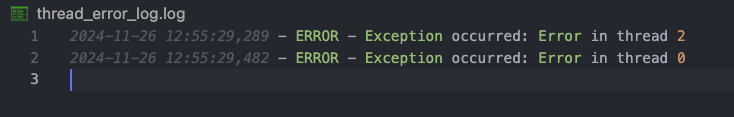 thread_error_log.log
1 2024-11-26 12:55:29,289 - ERROR - Exception occurred: Error in thread 2
2 2024-11-26 12:55:29,482 - ERROR - Exception occurred: Error in thread 0
3